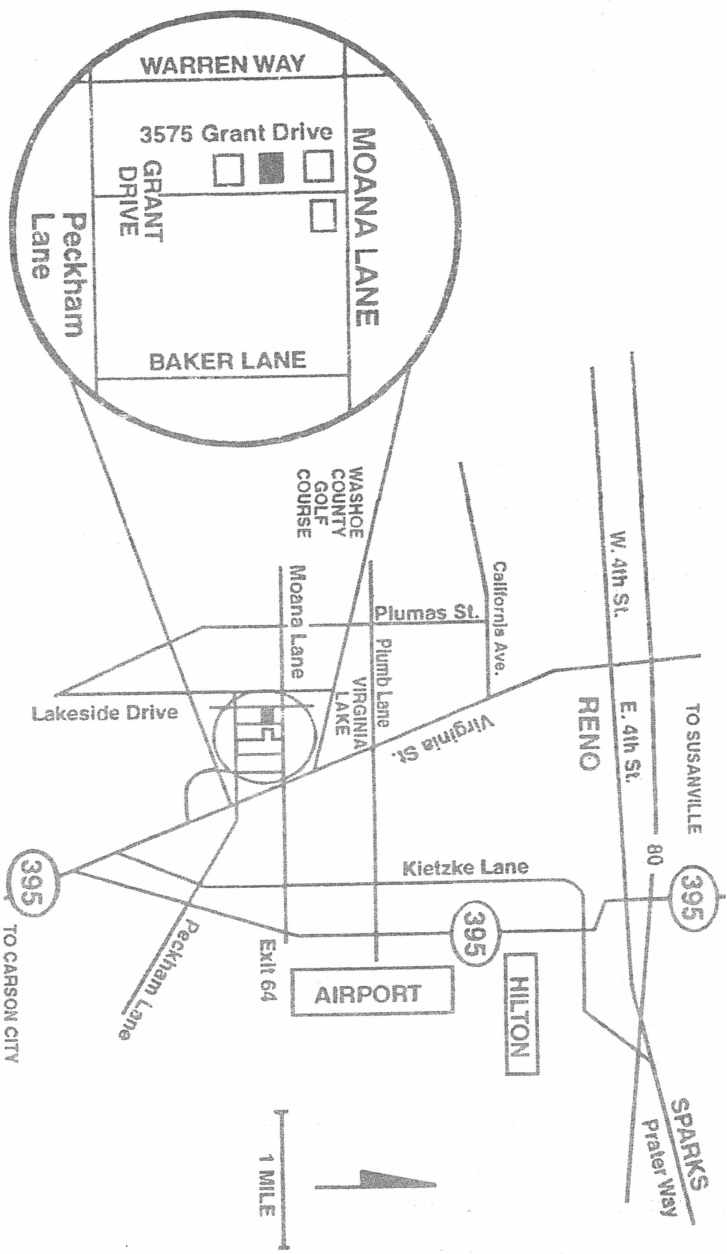 WARREN WAY
3575 Grant Drive
MOANA LANE
GRANT
DRIVE
Peckham
Lane
BAKER LANE
WASHOE
COUNTY
GOLF
COURSE
Moana Lane
Plumas St.
California Ave.
Plumb Lane
VIRGINIA
LAKE
Lakeside Drive
Virginia
St.
W. 4th St.
E. 4th St.
RENO
TO SUSANVILLE
80
395
Kietzke Lane
395
395
TO CARSON CITY
Peckham Lane
Exit 64
AIRPORT
HILTON
SPARKS
Prater Way
1 MILE